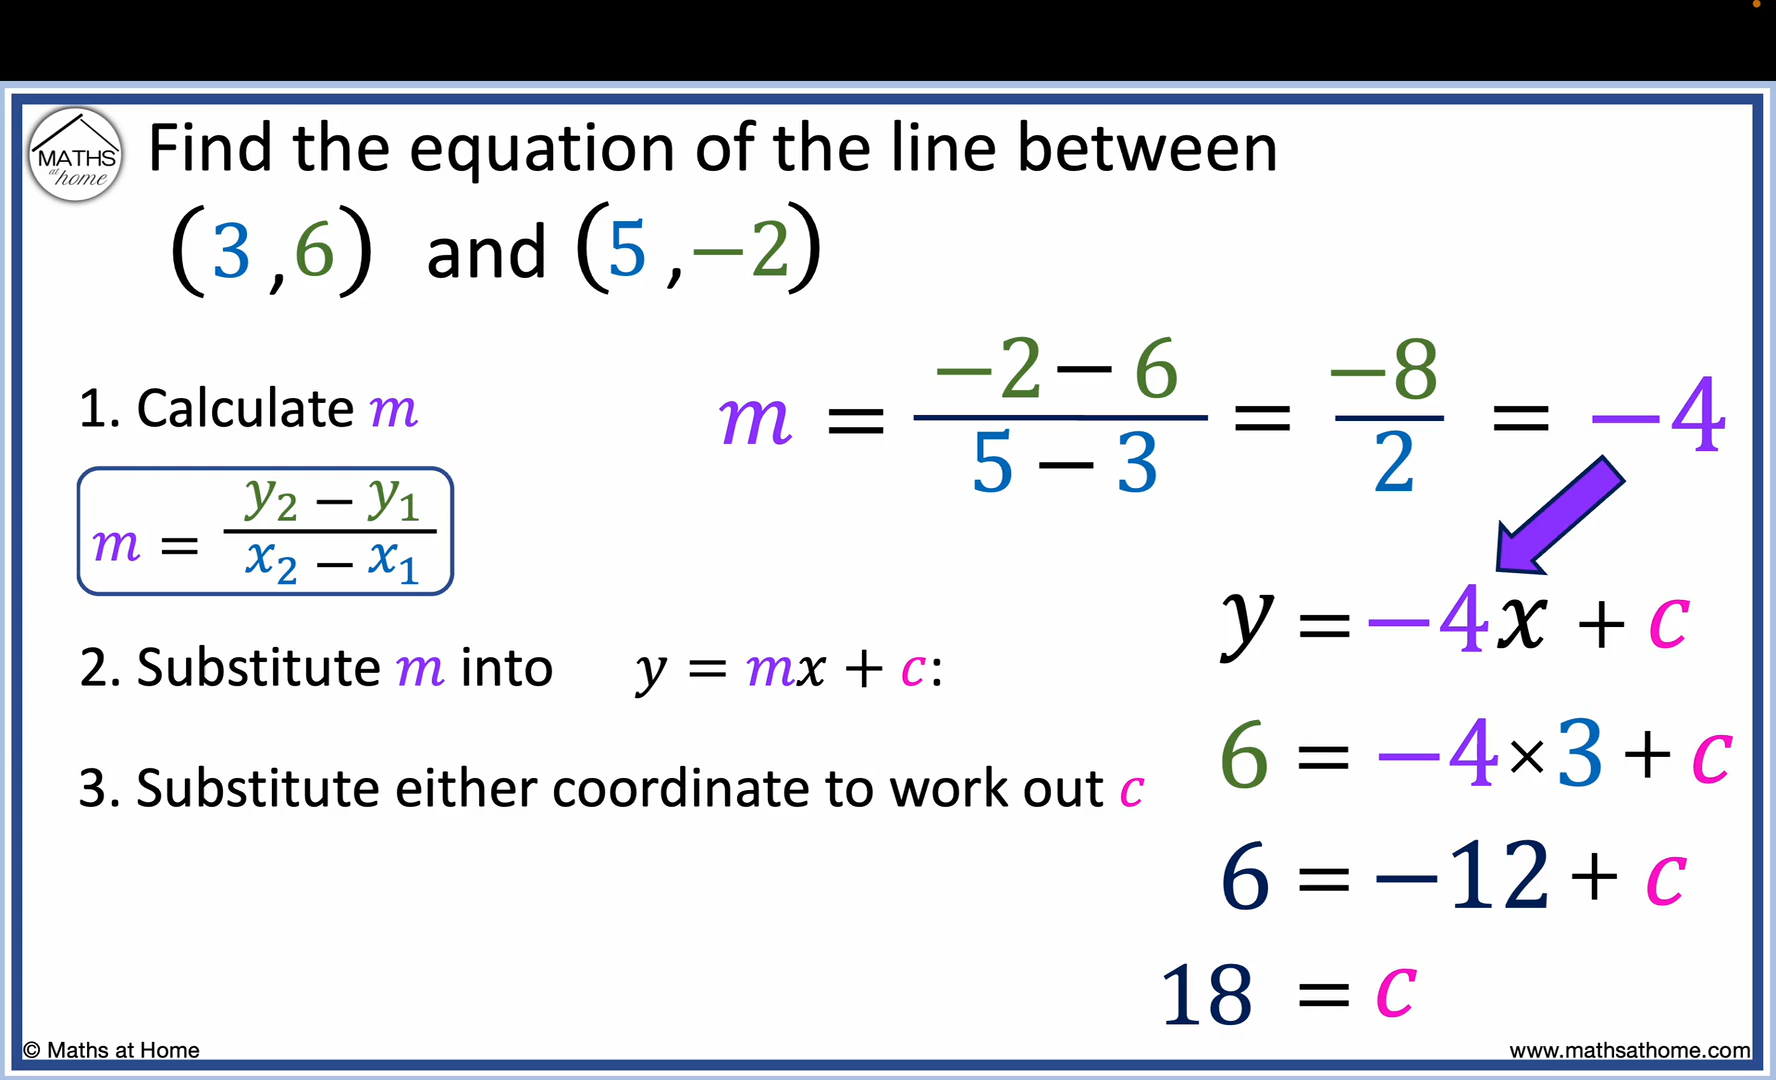 MATHS
at home
Find the equation of the line between
(3 ,6) and (5 ,−2)
1. Calculate m
m = (−2 − 6)/(5 − 3) = −8/2 = −4
m = (y₂ − y₁)/(x₂ − x₁)
y = −4x + c
2. Substitute m into y = mx + c:
6 = −4 × 3 + c
3. Substitute either coordinate to work out c
6 = −12 + c
18 = c
© Maths at Home
www.mathsathome.com